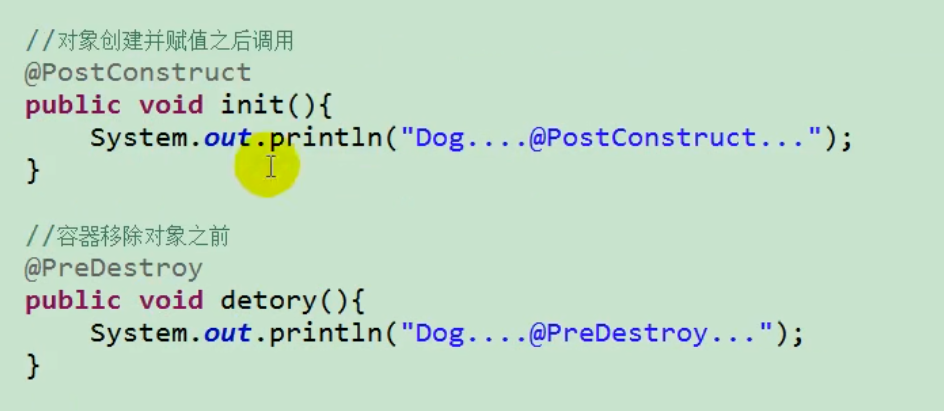 //对象创建并赋值之后调用
@PostConstruct
public void init(){
    System.out.println("Dog....@PostConstruct...");
}
//容器移除对象之前
@PreDestroy
public void detory(){
    System.out.println("Dog....@PreDestroy...");
}